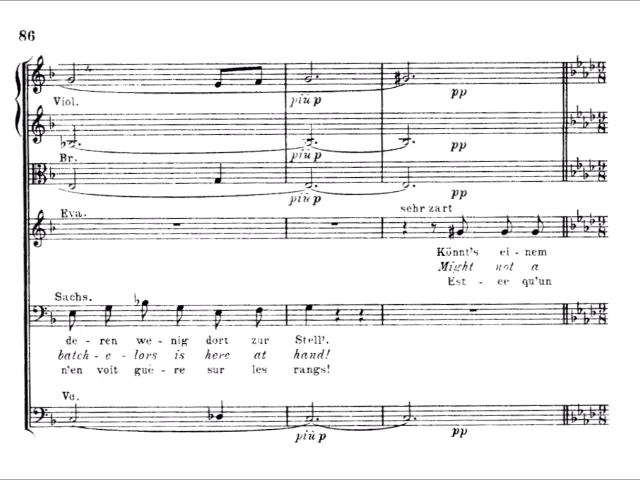 86
Viol.
più p
pp
più p
pp
Br.
più p
pp
Eva.
sehr zart
Könnt's ei - nem
Might not a
Est - ce qu'un
Sachs.
de - ren we - nig dort zur Stell'.
batch - e - lors is here at hand!
n'en voit guè - re sur les rangs!
Vc.
più p
pp